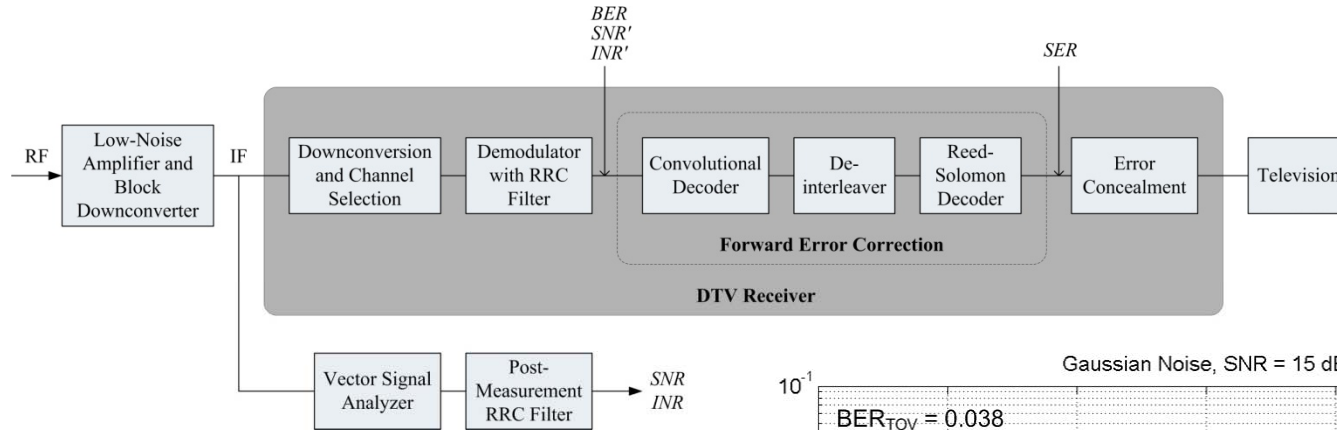 BER
SNR'
INR'
SER
RF
Low-Noise
Amplifier and
Block
Downconverter
IF
Downconversion
and Channel
Selection
Demodulator
with RRC
Filter
Convolutional
Decoder
De-
interleaver
Reed-
Solomon
Decoder
Error
Concealment
Television
Forward Error Correction
DTV Receiver
Vector Signal
Analyzer
Post-
Measurement
RRC Filter
SNR
INR
Gaussian Noise, SNR = 15 dB
10⁻¹
BER_TOV = 0.038